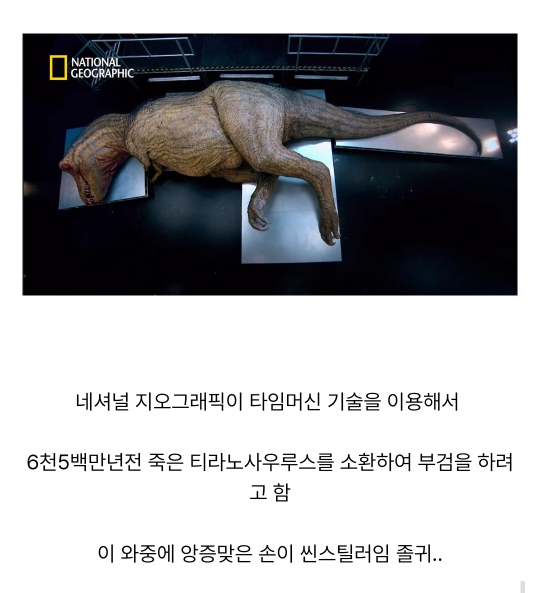 NATIONAL
GEOGRAPHIC
네셔널 지오그래픽이 타임머신 기술을 이용해서
6천5백만년전 죽은 티라노사우루스를 소환하여 부검을 하려
고 함
이 와중에 앙증맞은 손이 씬스틸러임 졸귀..